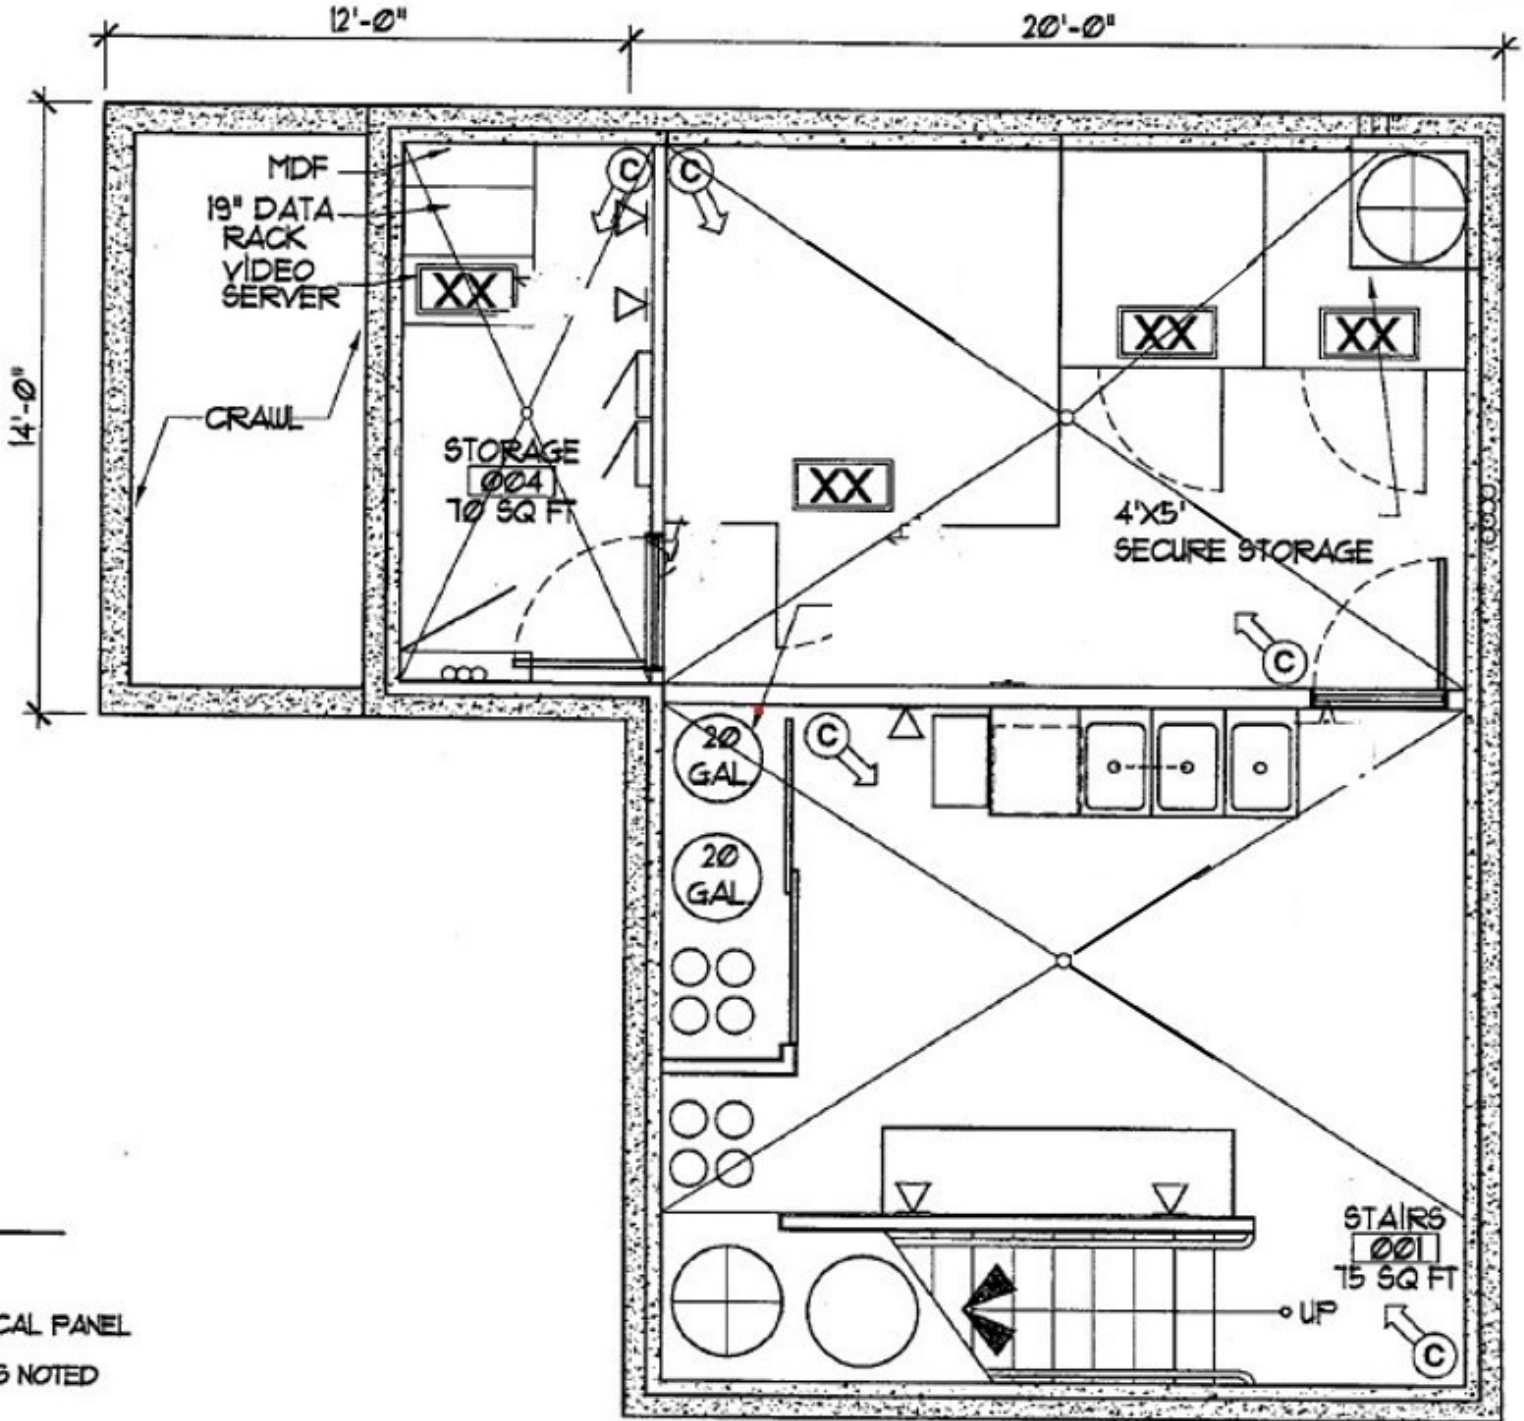 12'-0"
20'-0"
14'-0"
MDF
19" DATA
RACK
VIDEO
SERVER
CRAWL
XX
C
C
STORAGE
004
70 SQ FT
XX
XX
XX
4'X5'
SECURE STORAGE
C
20
GAL.
C
20
GAL.
STAIRS
001
75 SQ FT
UP
C
CAL PANEL
S NOTED